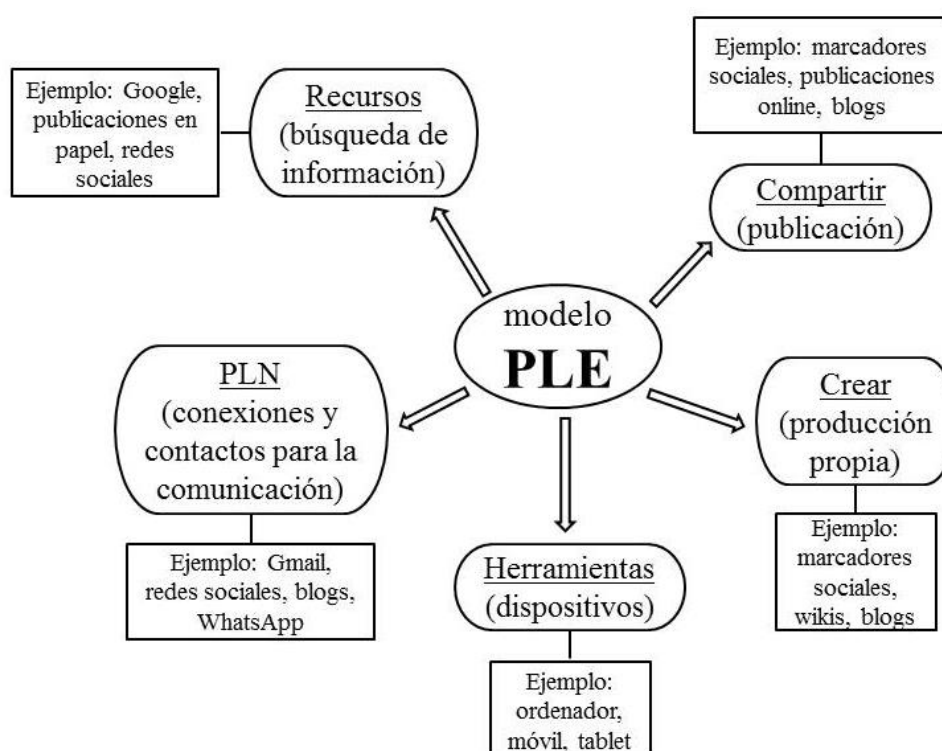 Ejemplo: Google,
publicaciones en
papel, redes
sociales
Recursos
(búsqueda de
información)
Ejemplo: marcadores
sociales, publicaciones
online, blogs
Compartir
(publicación)
modelo
PLE
PLN
(conexiones y
contactos para la
comunicación)
Ejemplo: Gmail,
redes sociales, blogs,
WhatsApp
Crear
(producción
propia)
Ejemplo:
marcadores
sociales,
wikis, blogs
Herramientas
(dispositivos)
Ejemplo:
ordenador,
móvil, tablet